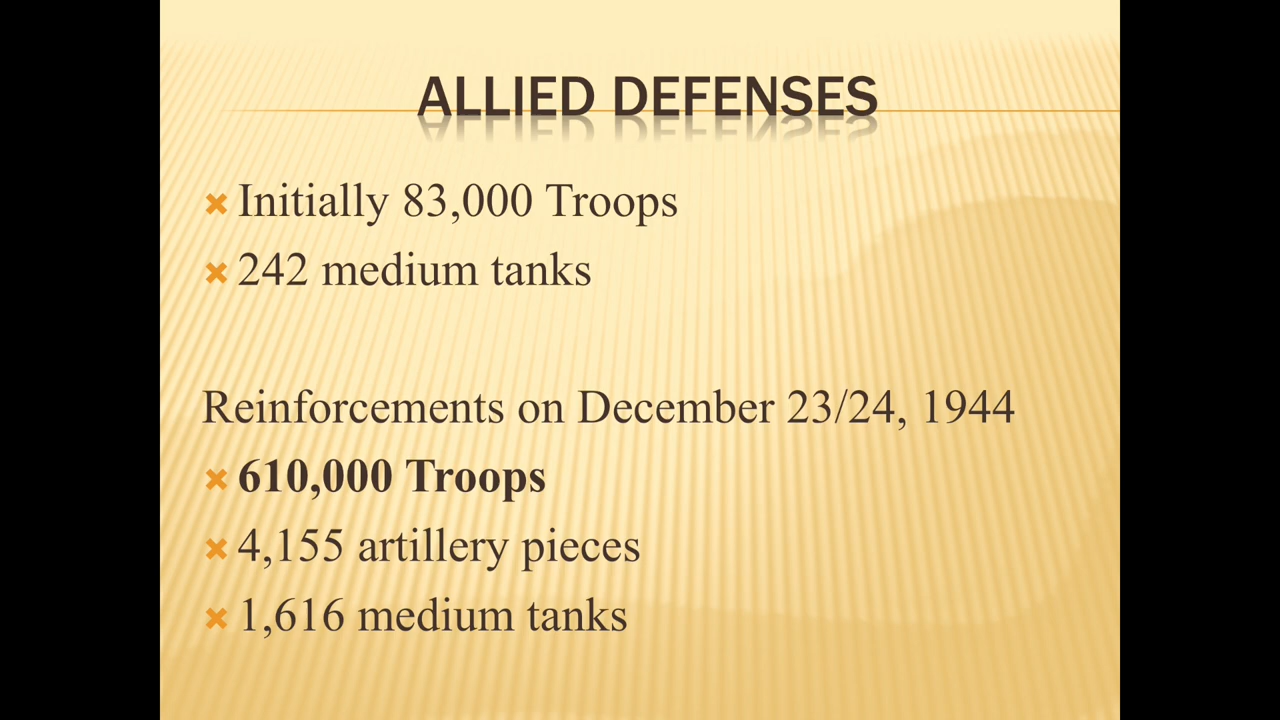 ALLIED DEFENSES
Initially 83,000 Troops
242 medium tanks
Reinforcements on December 23/24, 1944
610,000 Troops
4,155 artillery pieces
1,616 medium tanks